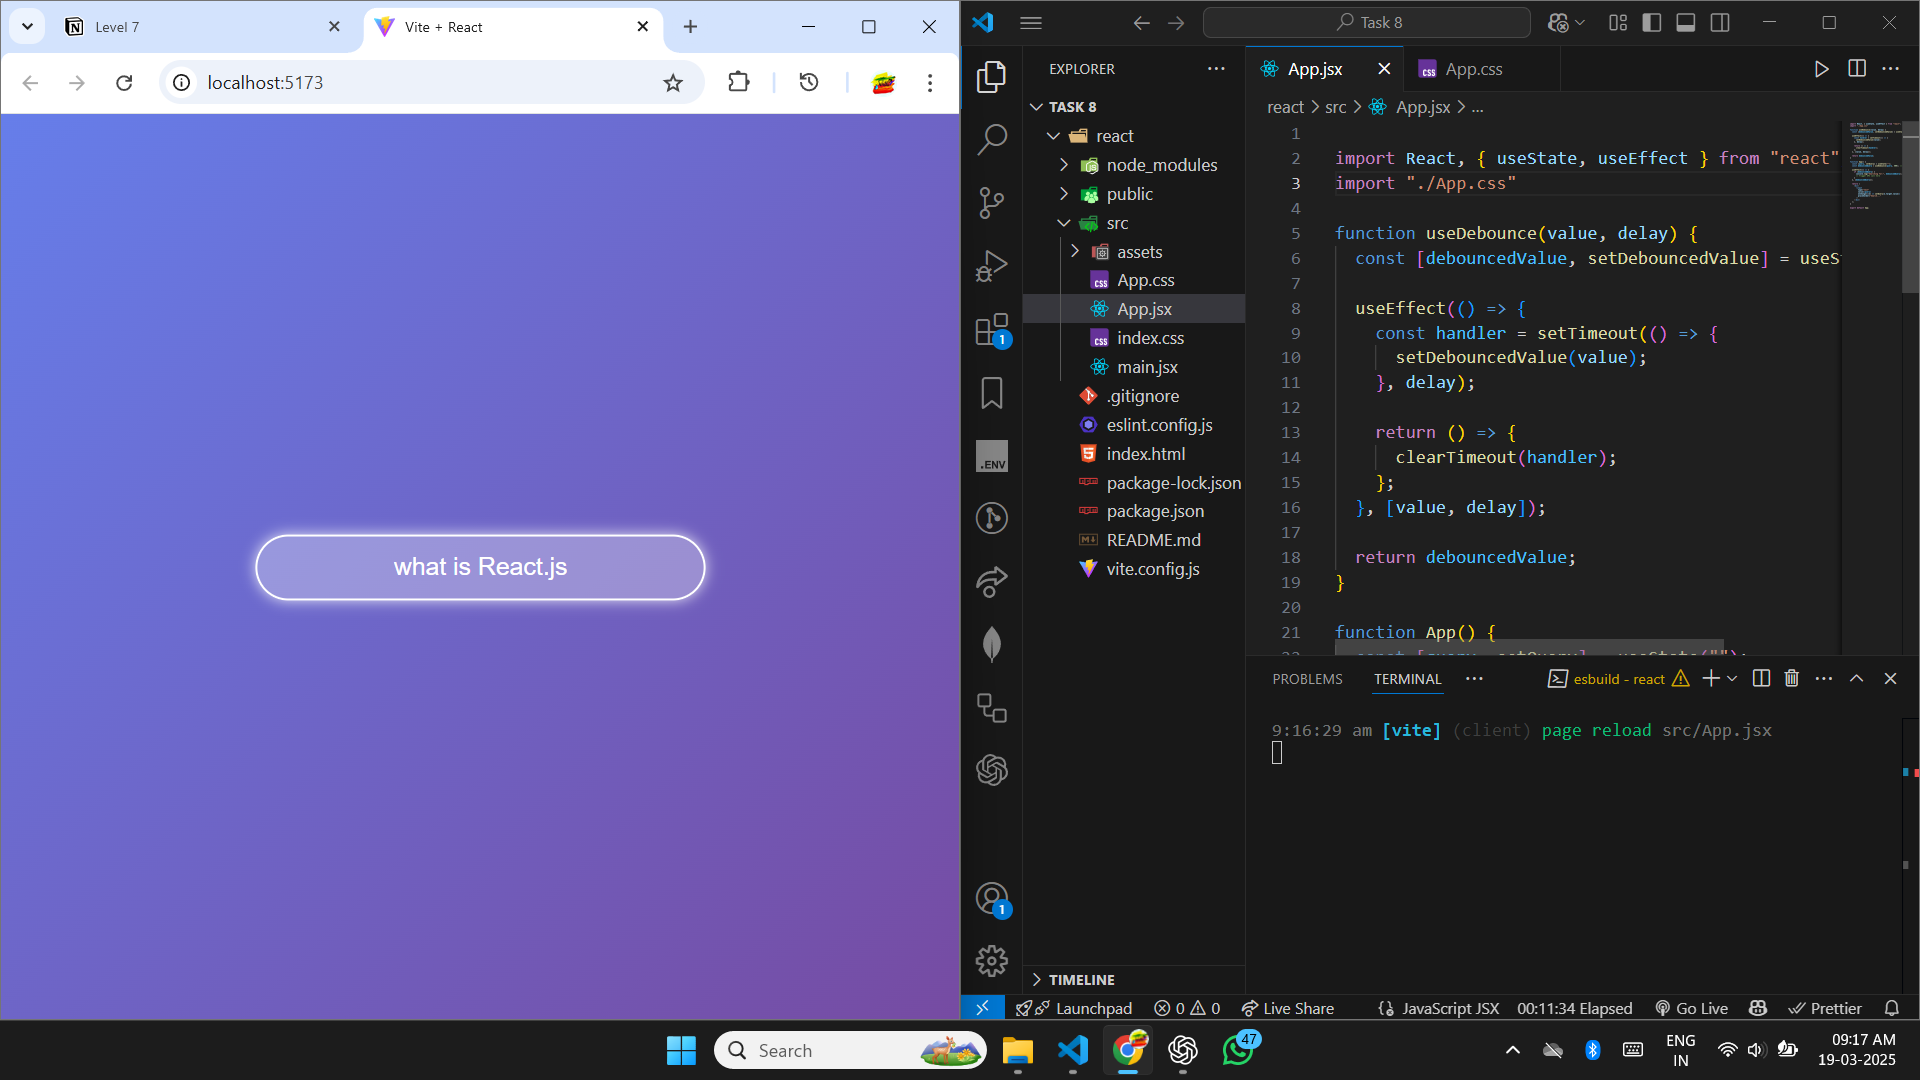 Level 7
Vite + React
localhost:5173
what is React.js
Task 8
EXPLORER
TASK 8
react
node_modules
public
src
assets
App.css
App.jsx
index.css
main.jsx
.gitignore
eslint.config.js
index.html
package-lock.json
package.json
README.md
vite.config.js
TIMELINE
1
.ENV
1
App.jsx
App.css
react > src > App.jsx > ...
1
2 import React, { useState, useEffect } from "react"
3 import "./App.css"
4
5 function useDebounce(value, delay) {
6 const [debouncedValue, setDebouncedValue] = useS
7
8 useEffect(() => {
9 const handler = setTimeout(() => {
10 setDebouncedValue(value);
11 }, delay);
12
13 return () => {
14 clearTimeout(handler);
15 };
16 }, [value, delay]);
17
18 return debouncedValue;
19 }
20
21 function App() {
22 const [query, setQuery] = useState("");
PROBLEMS TERMINAL
esbuild - react
9:16:29 am [vite] (client) page reload src/App.jsx
Launchpad 0 0 Live Share JavaScript JSX 00:11:34 Elapsed Go Live Prettier
Search
47
ENG
IN
09:17 AM
19-03-2025